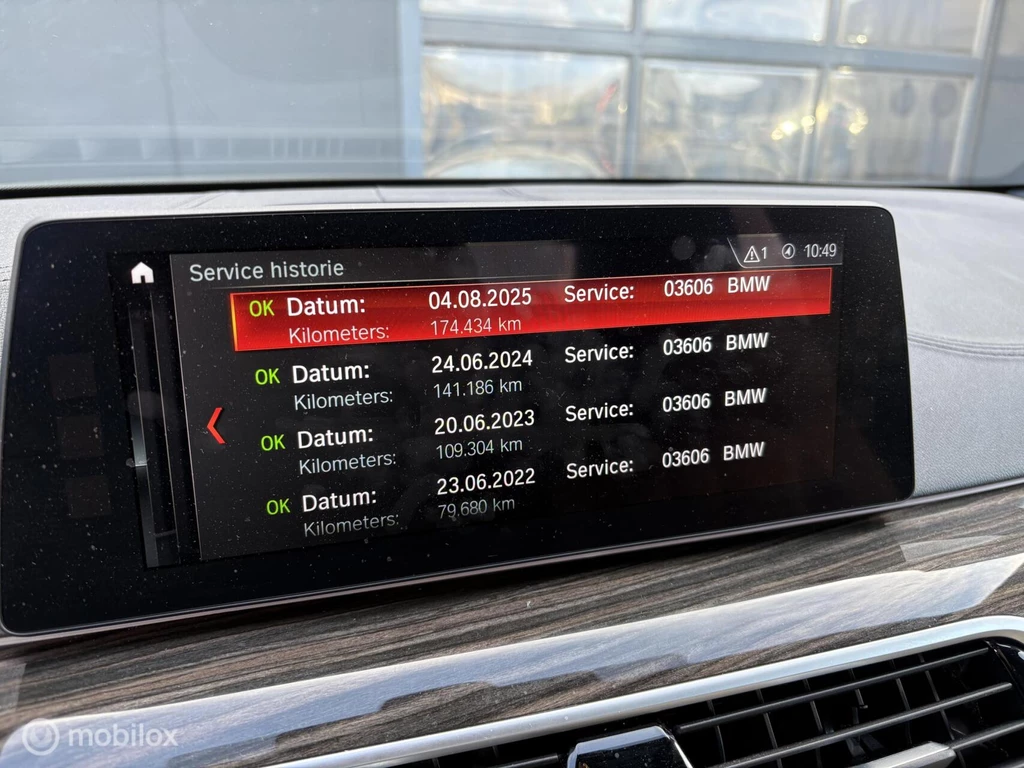 1 10:49
Service historie
OK Datum: 04.08.2025 Service: 03606 BMW
Kilometers: 174.434 km
OK Datum: 24.06.2024 Service: 03606 BMW
Kilometers: 141.186 km
OK Datum: 20.06.2023 Service: 03606 BMW
Kilometers: 109.304 km
OK Datum: 23.06.2022 Service: 03606 BMW
Kilometers: 79.680 km
mobilox